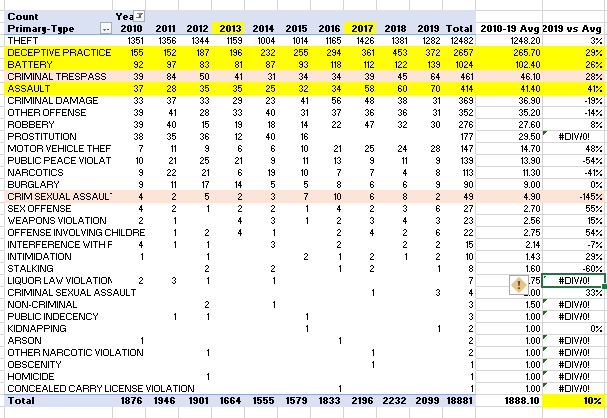 Count Yea
Primary-Type 2010 2011 2012 2013 2014 2015 2016 2017 2018 2019 Total 2010-19 Avg 2019 vs Avg
THEFT 1351 1356 1344 1159 1004 1014 1165 1426 1381 1282 12482 1248.20 3%
DECEPTIVE PRACTICE 155 152 187 196 232 255 294 361 453 372 2657 265.70 29%
BATTERY 92 97 83 81 87 93 118 112 122 139 1024 102.40 26%
CRIMINAL TRESPASS 39 84 50 41 31 34 34 39 45 64 461 46.10 28%
ASSAULT 37 28 35 35 25 32 34 58 60 70 414 41.40 41%
CRIMINAL DAMAGE 33 37 33 29 23 41 56 48 38 31 369 36.90 -19%
OTHER OFFENSE 39 41 28 33 40 31 37 36 36 31 352 35.20 -14%
ROBBERY 39 40 15 19 18 14 22 47 32 30 276 27.60 8%
PROSTITUTION 38 35 36 12 40 16 177 29.50 #DIV/0!
MOTOR VEHICLE THEF 7 11 9 6 6 10 21 25 24 28 147 14.70 48%
PUBLIC PEACE VIOLAT 10 21 25 21 9 11 13 9 11 9 139 13.90 -54%
NARCOTICS 9 22 21 6 19 10 7 7 4 8 113 11.30 -41%
BURGLARY 9 11 17 14 5 5 8 6 6 9 90 9.00 0%
CRIM SEXUAL ASSAUL 4 2 5 2 3 7 10 6 8 2 49 4.90 -145%
SEX OFFENSE 4 2 1 2 2 1 4 2 3 6 27 2.70 55%
WEAPONS VIOLATION 2 1 4 3 1 2 3 4 3 23 2.56 15%
OFFENSE INVOLVING CHILDRE 1 2 4 1 2 4 2 6 22 2.75 54%
INTERFERENCE WITH F 4 1 1 3 2 2 2 15 2.14 -7%
INTIMIDATION 1 1 2 1 2 1 2 10 1.43 29%
STALKING 2 2 1 2 1 8 1.60 -60%
LIQUOR LAW VIOLATION 2 3 1 1 7 .75 #DIV/0!
CRIMINAL SEXUAL ASSAULT 1 3 4 .00 33%
NON-CRIMINAL 2 1 3 1.50 #DIV/0!
PUBLIC INDECENCY 1 1 1 3 1.00 #DIV/0!
KIDNAPPING 1 1 2 1.00 0%
ARSON 1 1 1.00 #DIV/0!
OTHER NARCOTIC VIOLATION 1 1 2 1.00 #DIV/0!
OBSCENITY 1 1 1.00 #DIV/0!
HOMICIDE 1 1 1.00 #DIV/0!
CONCEALED CARRY LICENSE VIOLATION 1 1 1.00 #DIV/0!
Total 1876 1946 1901 1664 1555 1579 1833 2196 2232 2099 18881 1888.10 10%